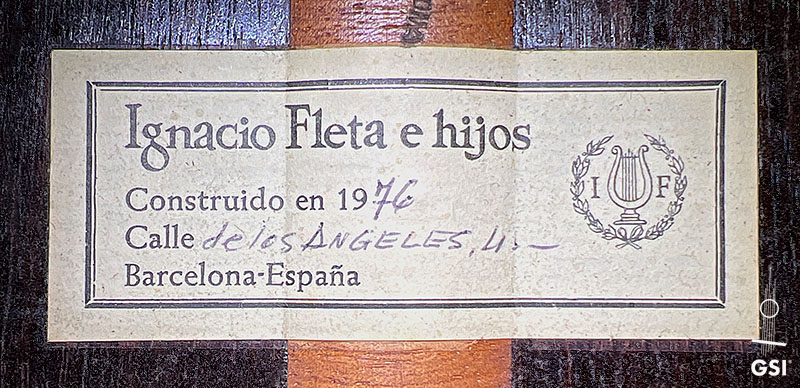 Ignacio Fleta e hijos
Construido en 1976
Calle de los ANGELES, 4.-
Barcelona-España
I F
GSI